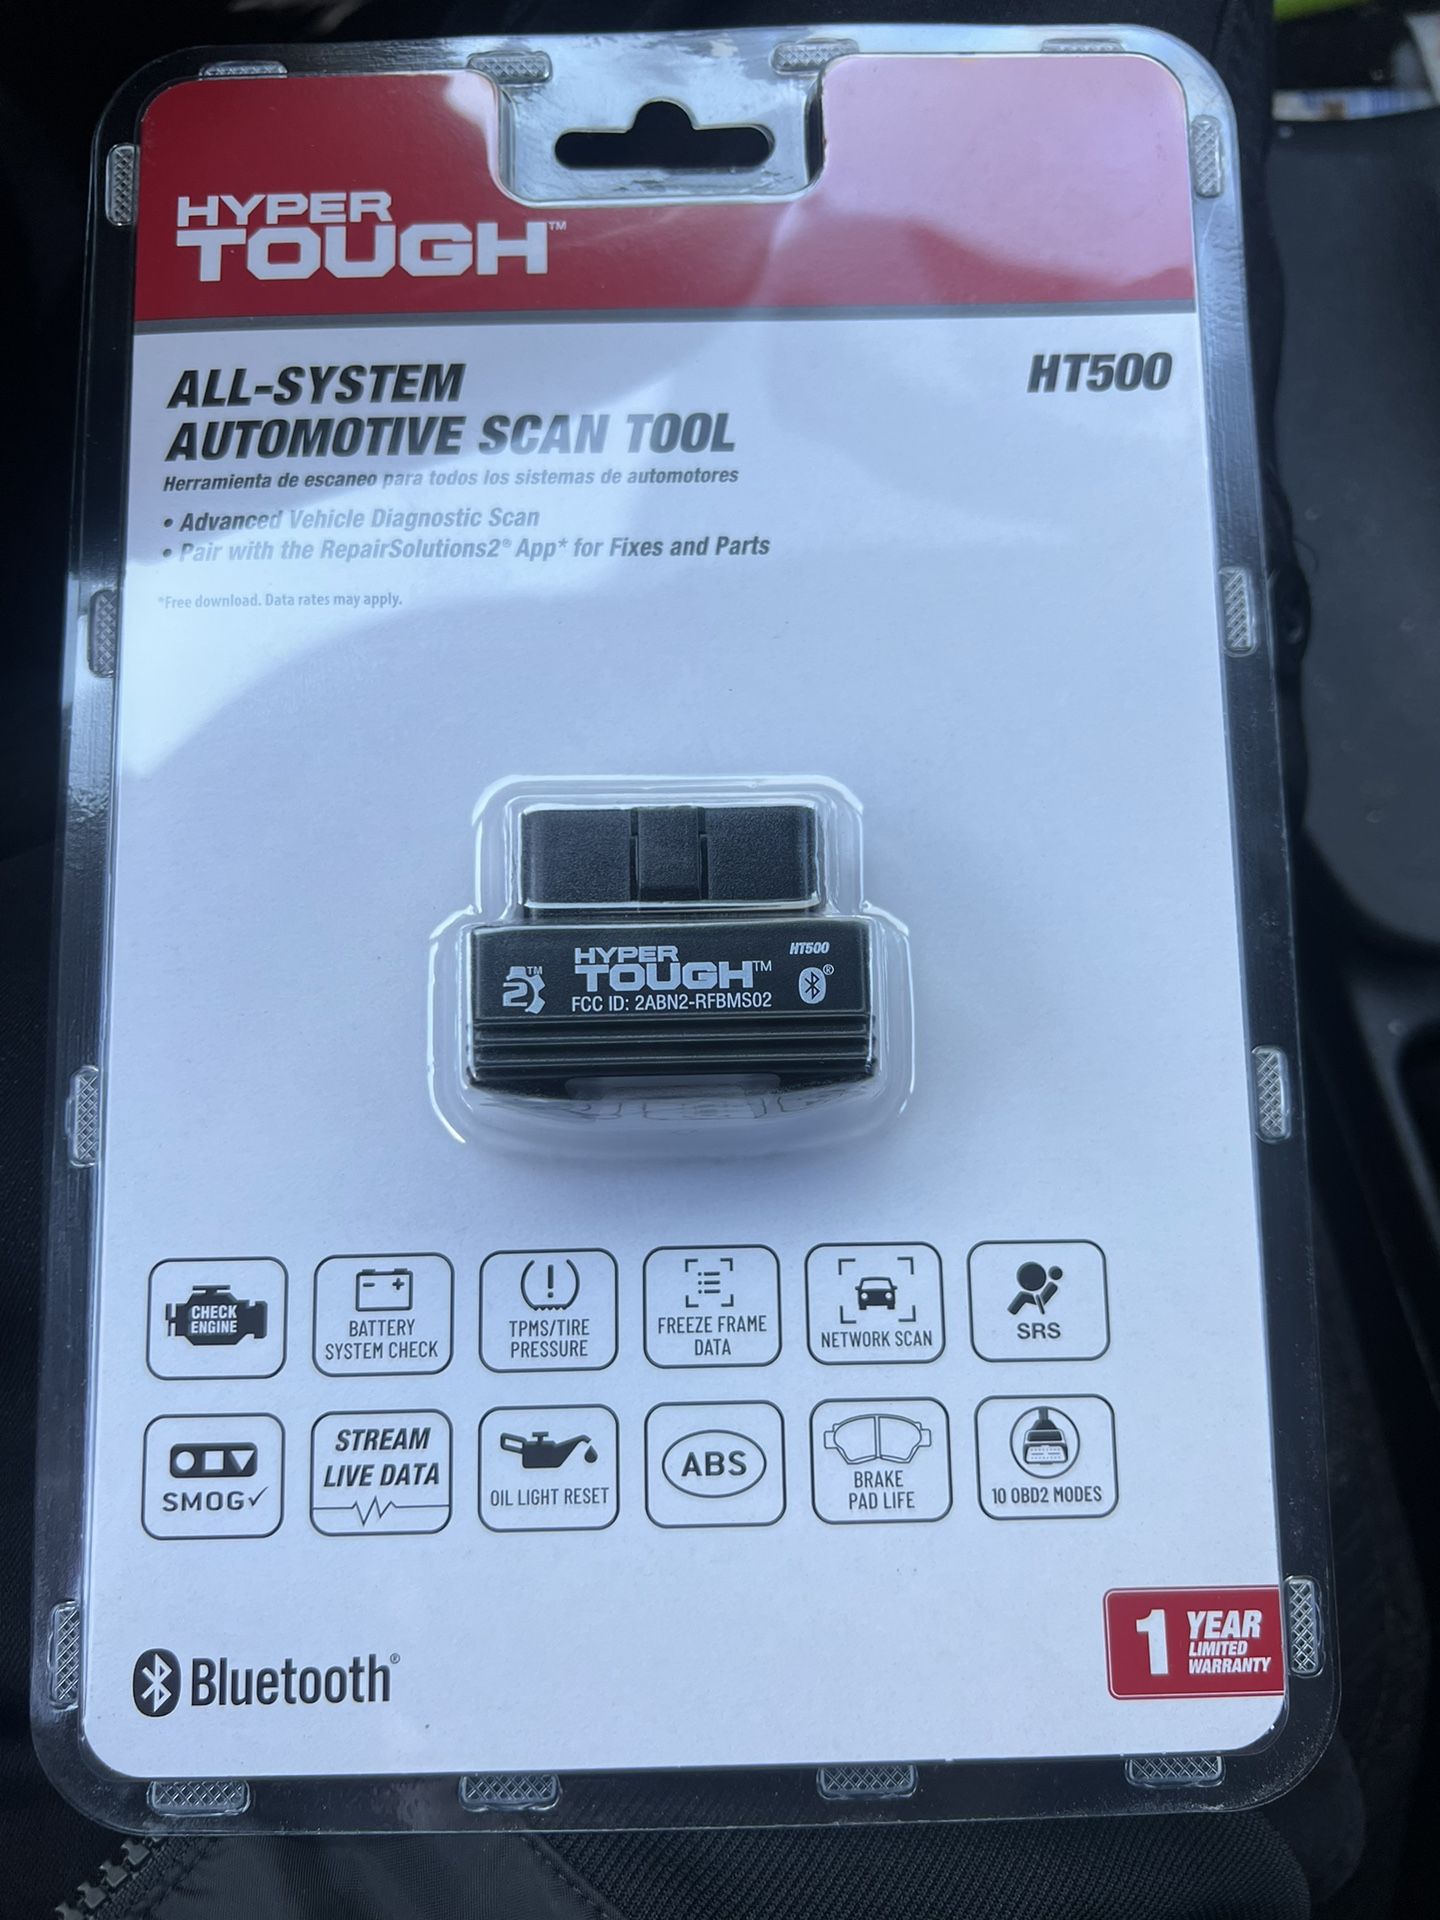 HYPER
TOUGH™
ALL-SYSTEM
AUTOMOTIVE SCAN TOOL
HT500
Herramienta de escaneo para todos los sistemas de automotores
• Advanced Vehicle Diagnostic Scan
• Pair with the RepairSolutions2® App* for Fixes and Parts
*Free download. Data rates may apply.
HYPER
TOUGH™
HT500
2™
FCC ID: 2ABN2-RFBMS02
®
CHECK
ENGINE
BATTERY
SYSTEM CHECK
TPMS/TIRE
PRESSURE
FREEZE FRAME
DATA
NETWORK SCAN
SRS
SMOG✓
STREAM
LIVE DATA
OIL LIGHT RESET
ABS
BRAKE
PAD LIFE
10 OBD2 MODES
Bluetooth®
1 YEAR
LIMITED
WARRANTY